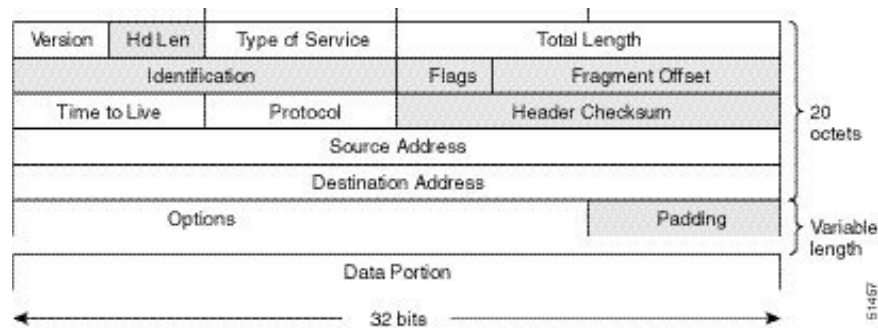 Version Hd Len Type of Service Total Length
Identification Flags Fragment Offset
Time to Live Protocol Header Checksum
20 octets
Source Address
Destination Address
Options Padding
Variable length
Data Portion
32 bits
51457